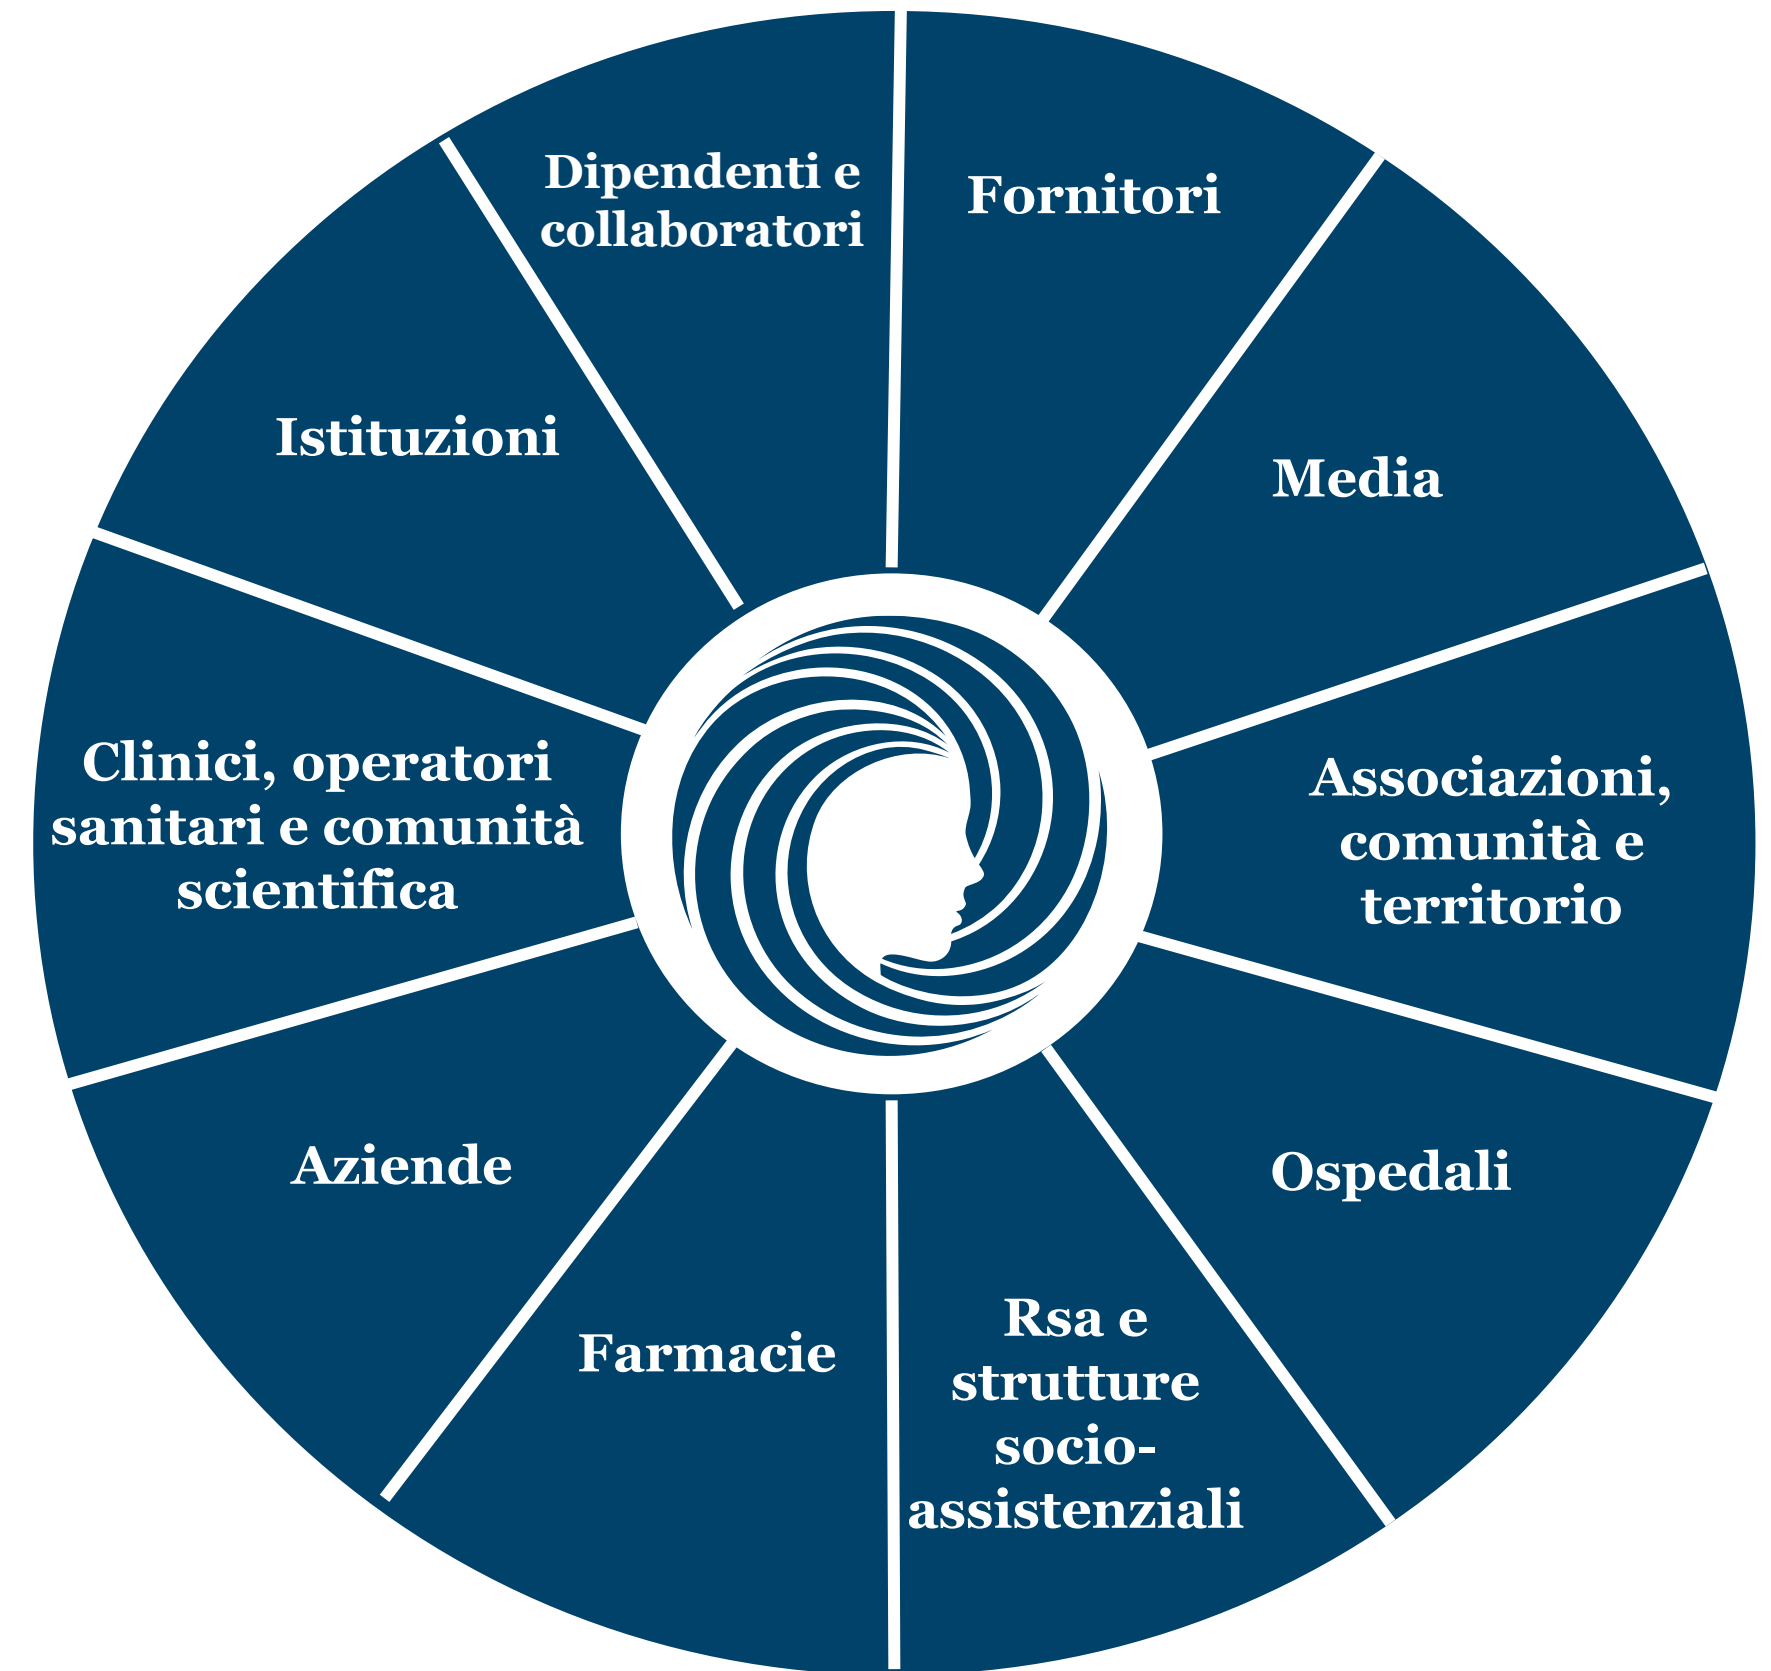 Dipendenti e
collaboratori
Fornitori
Media
Associazioni,
comunità e
territorio
Ospedali
Rsa e
strutture
socio-
assistenziali
Farmacie
Aziende
Clinici, operatori
sanitari e comunità
scientifica
Istituzioni